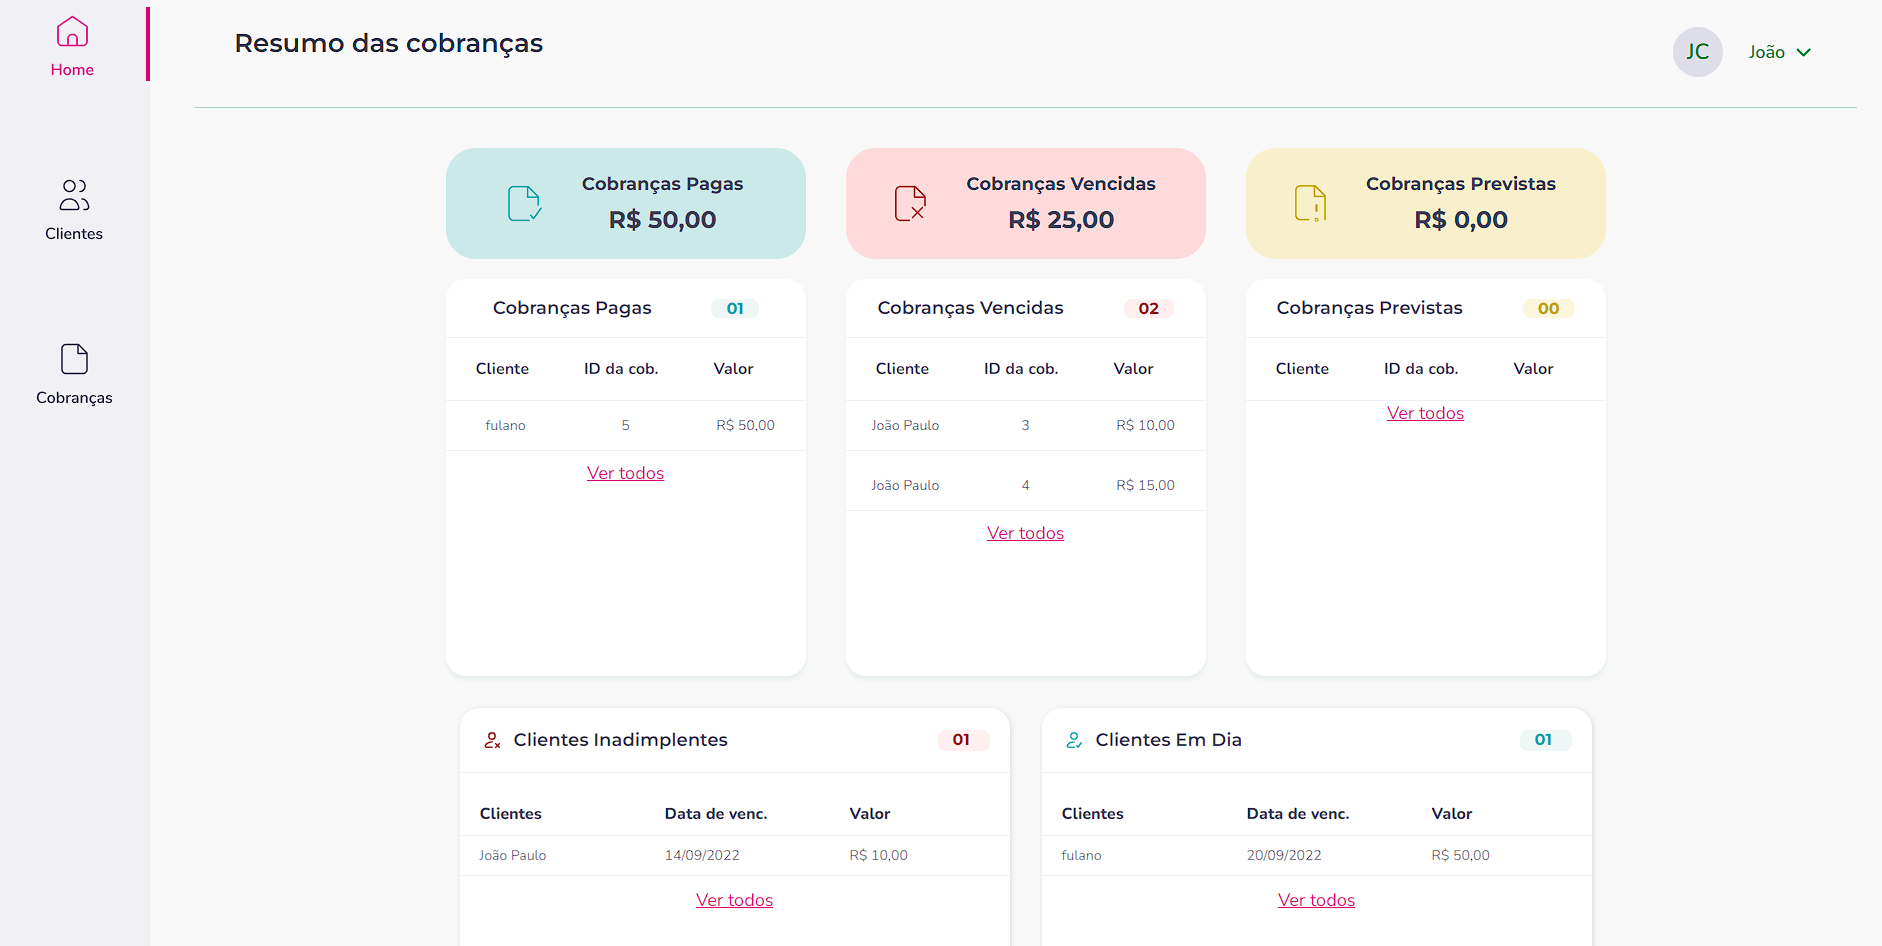 Home
Clientes
Cobranças
Resumo das cobranças
JC João
Cobranças Pagas
R$ 50,00
Cobranças Vencidas
R$ 25,00
Cobranças Previstas
R$ 0,00
Cobranças Pagas 01
Cliente ID da cob. Valor
fulano 5 R$ 50,00
Ver todos
Cobranças Vencidas 02
Cliente ID da cob. Valor
João Paulo 3 R$ 10,00
João Paulo 4 R$ 15,00
Ver todos
Cobranças Previstas 00
Cliente ID da cob. Valor
Ver todos
Clientes Inadimplentes 01
Clientes Data de venc. Valor
João Paulo 14/09/2022 R$ 10,00
Ver todos
Clientes Em Dia 01
Clientes Data de venc. Valor
fulano 20/09/2022 R$ 50,00
Ver todos